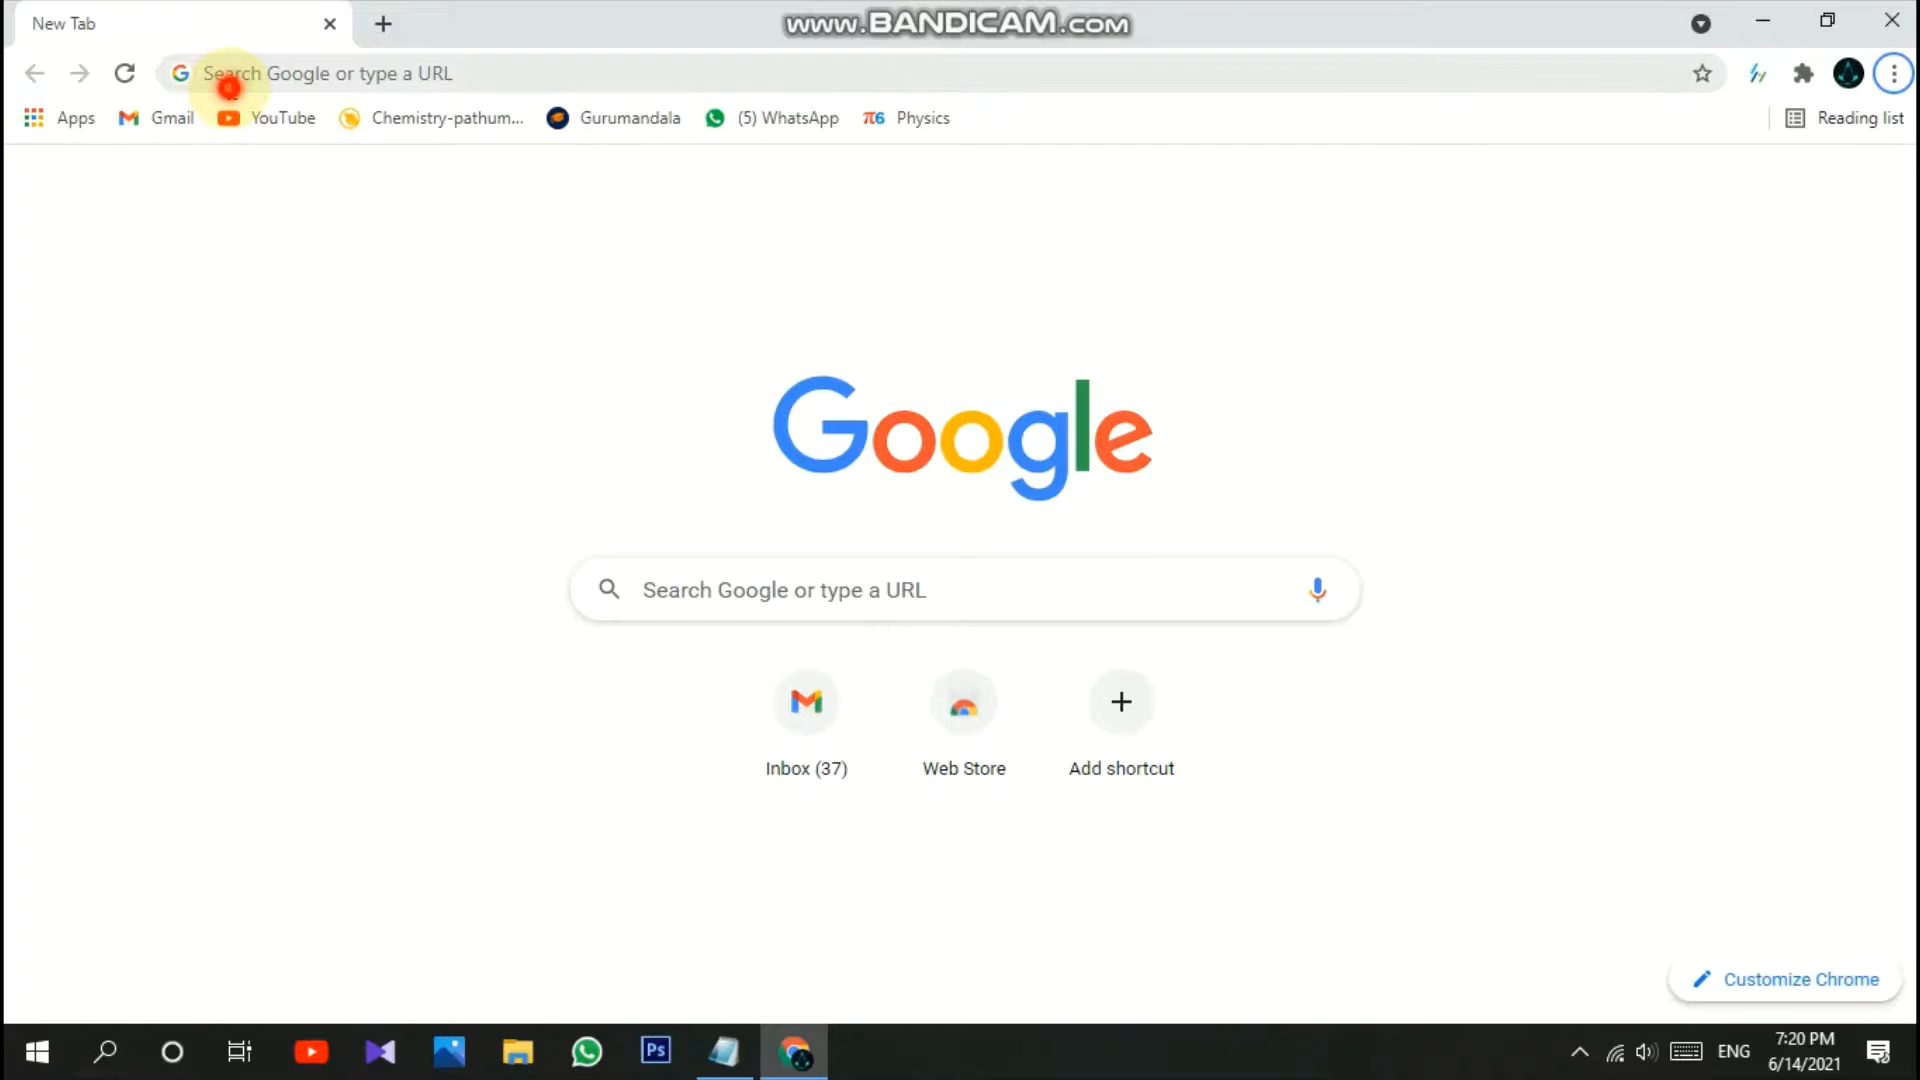 New Tab
www.BANDICAM.com
Search Google or type a URL
Apps
Gmail
YouTube
Chemistry-pathum...
Gurumandala
(5) WhatsApp
π6 Physics
Reading list
Google
Search Google or type a URL
Inbox (37)
Web Store
Add shortcut
Customize Chrome
Ps
ENG
7:20 PM
6/14/2021